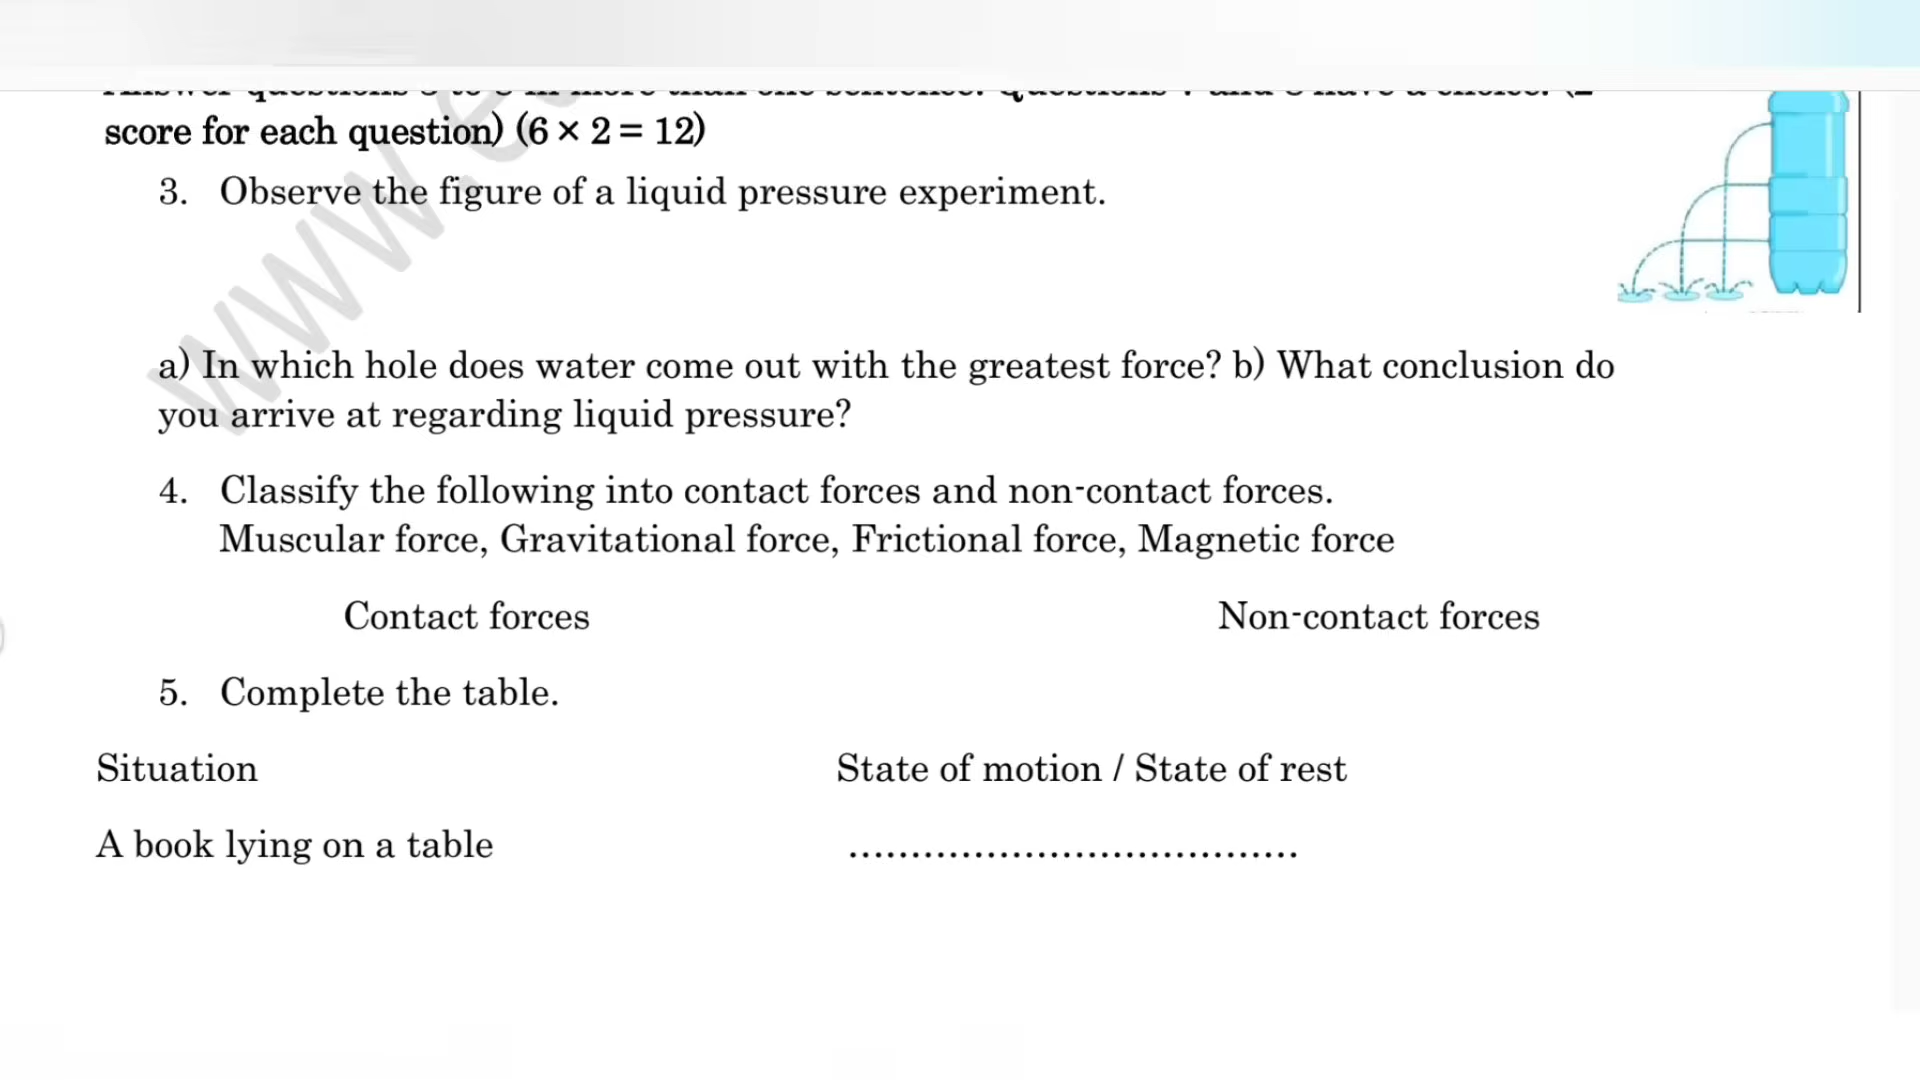 score for each question) (6 × 2 = 12)
3. Observe the figure of a liquid pressure experiment.
a) In which hole does water come out with the greatest force? b) What conclusion do
you arrive at regarding liquid pressure?
4. Classify the following into contact forces and non-contact forces.
Muscular force, Gravitational force, Frictional force, Magnetic force
Contact forces Non-contact forces
5. Complete the table.
Situation State of motion / State of rest
A book lying on a table ....................................
www.